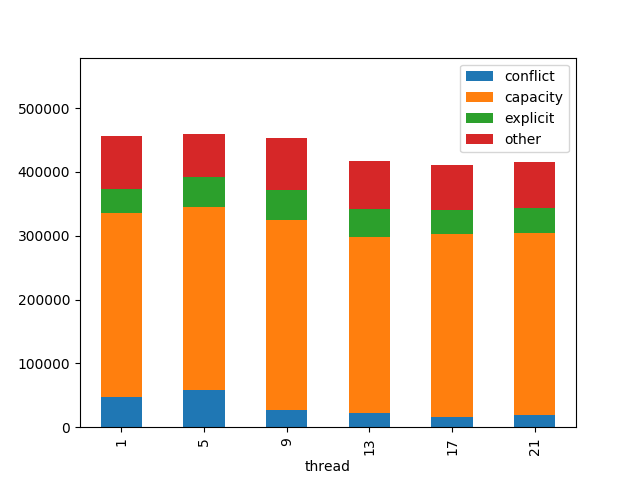 conflict
capacity
explicit
other
500000
400000
300000
200000
100000
0
1 5 9 13 17 21
thread